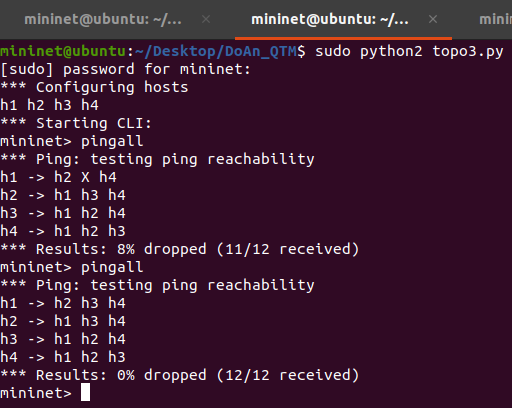 mininet@ubuntu: ~/... × mininet@ubuntu: ~/... × mini
mininet@ubuntu:~/Desktop/DoAn_QTM$ sudo python2 topo3.py
[sudo] password for mininet:
*** Configuring hosts
h1 h2 h3 h4
*** Starting CLI:
mininet> pingall
*** Ping: testing ping reachability
h1 -> h2 X h4
h2 -> h1 h3 h4
h3 -> h1 h2 h4
h4 -> h1 h2 h3
*** Results: 8% dropped (11/12 received)
mininet> pingall
*** Ping: testing ping reachability
h1 -> h2 h3 h4
h2 -> h1 h3 h4
h3 -> h1 h2 h4
h4 -> h1 h2 h3
*** Results: 0% dropped (12/12 received)
mininet>